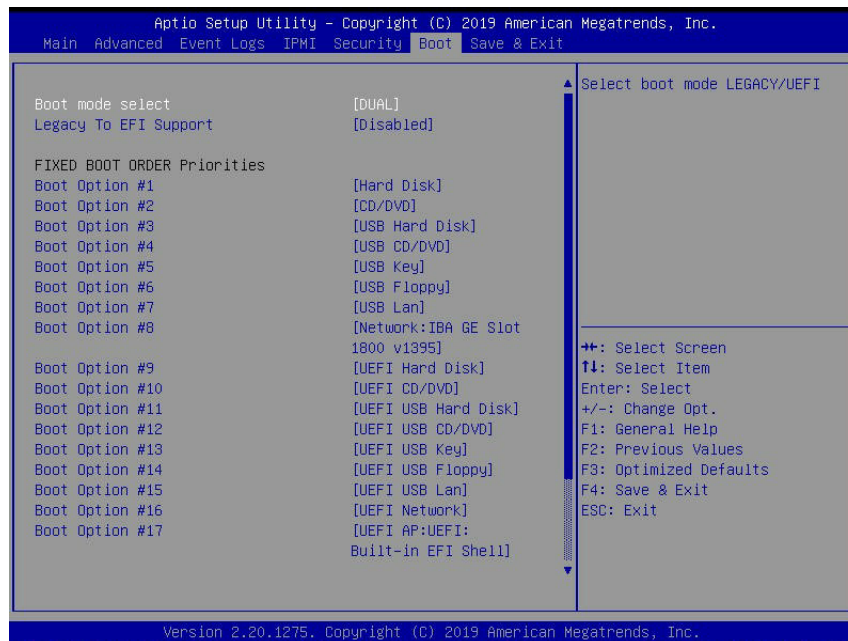 Aptio Setup Utility – Copyright (C) 2019 American Megatrends, Inc.
Main Advanced Event Logs IPMI Security Boot Save & Exit
Boot mode select [DUAL]
Legacy To EFI Support [Disabled]
FIXED BOOT ORDER Priorities
Boot Option #1 [Hard Disk]
Boot Option #2 [CD/DVD]
Boot Option #3 [USB Hard Disk]
Boot Option #4 [USB CD/DVD]
Boot Option #5 [USB Key]
Boot Option #6 [USB Floppy]
Boot Option #7 [USB Lan]
Boot Option #8 [Network:IBA GE Slot
1800 v1395]
Boot Option #9 [UEFI Hard Disk]
Boot Option #10 [UEFI CD/DVD]
Boot Option #11 [UEFI USB Hard Disk]
Boot Option #12 [UEFI USB CD/DVD]
Boot Option #13 [UEFI USB Key]
Boot Option #14 [UEFI USB Floppy]
Boot Option #15 [UEFI USB Lan]
Boot Option #16 [UEFI Network]
Boot Option #17 [UEFI AP:UEFI:
Built-in EFI Shell]
Select boot mode LEGACY/UEFI
→←: Select Screen
↑↓: Select Item
Enter: Select
+/-: Change Opt.
F1: General Help
F2: Previous Values
F3: Optimized Defaults
F4: Save & Exit
ESC: Exit
Version 2.20.1275. Copyright (C) 2019 American Megatrends, Inc.